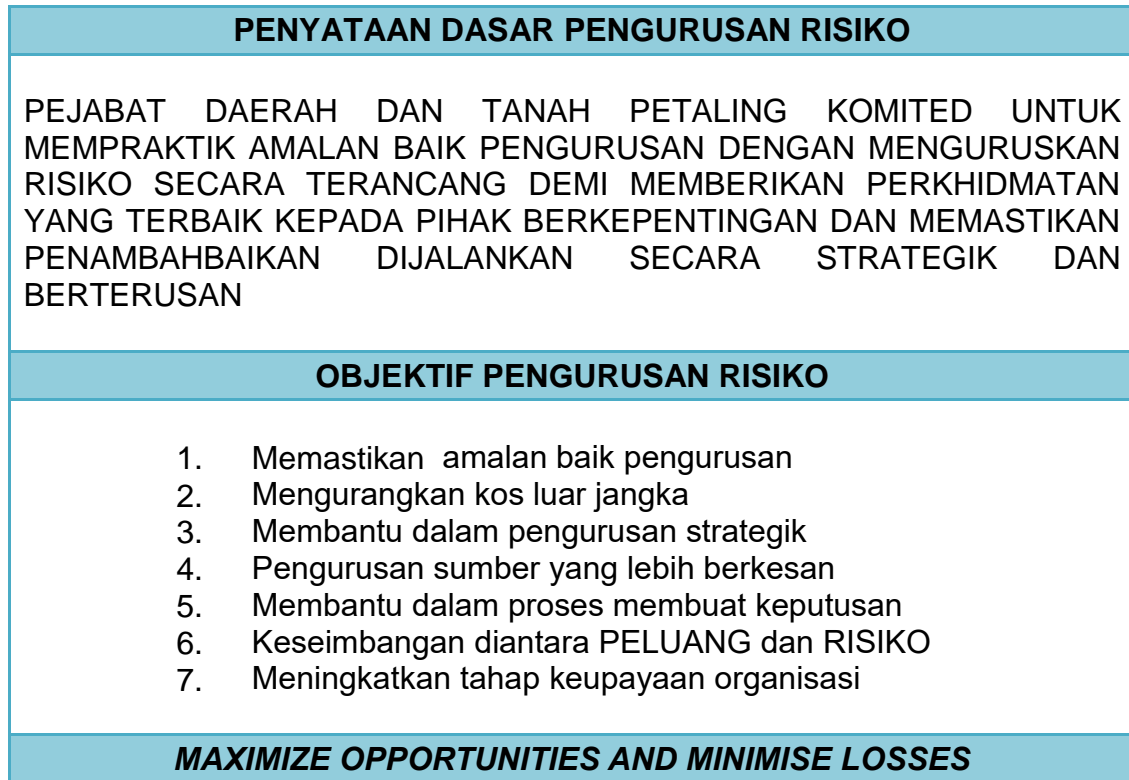 PENYATAAN DASAR PENGURUSAN RISIKO
PEJABAT DAERAH DAN TANAH PETALING KOMITED UNTUK
MEMPRAKTIK AMALAN BAIK PENGURUSAN DENGAN MENGURUSKAN
RISIKO SECARA TERANCANG DEMI MEMBERIKAN PERKHIDMATAN
YANG TERBAIK KEPADA PIHAK BERKEPENTINGAN DAN MEMASTIKAN
PENAMBAHBAIKAN DIJALANKAN SECARA STRATEGIK DAN
BERTERUSAN
OBJEKTIF PENGURUSAN RISIKO
1. Memastikan amalan baik pengurusan
2. Mengurangkan kos luar jangka
3. Membantu dalam pengurusan strategik
4. Pengurusan sumber yang lebih berkesan
5. Membantu dalam proses membuat keputusan
6. Keseimbangan diantara PELUANG dan RISIKO
7. Meningkatkan tahap keupayaan organisasi
MAXIMIZE OPPORTUNITIES AND MINIMISE LOSSES